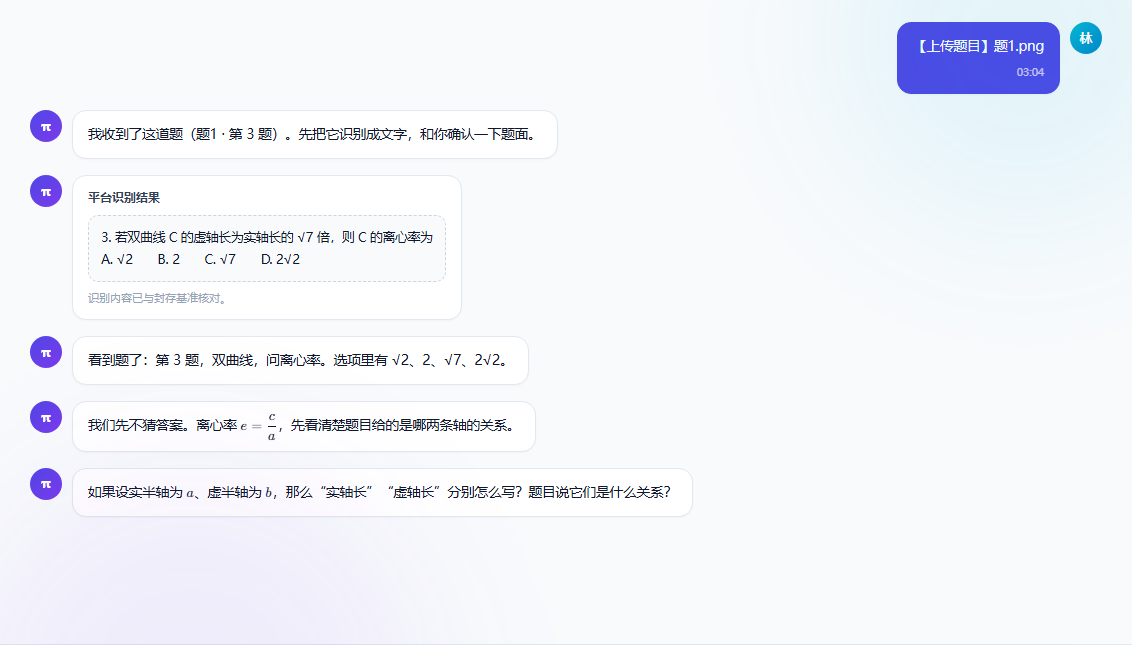 【上传题目】题1.png
林
03:04
π
我收到了这道题（题1 · 第 3 题）。先把它识别成文字，和你确认一下题面。
π
平台识别结果
3. 若双曲线 C 的虚轴长为实轴长的 √7 倍，则 C 的离心率为
A. √2 B. 2 C. √7 D. 2√2
识别内容已与封存基准核对。
π
看到题了：第 3 题，双曲线，问离心率。选项里有 √2、2、√7、2√2。
π
我们先不猜答案。离心率 e = c/a，先看清楚题目给的是哪两条轴的关系。
π
如果设实半轴为 a、虚半轴为 b，那么“实轴长”“虚轴长”分别怎么写？题目说它们是什么关系？